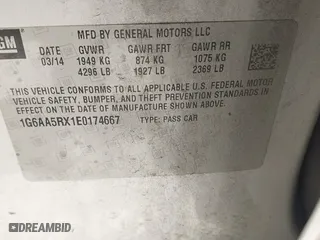 GM
MFD BY GENERAL MOTORS LLC
DATE GVWR GAWR FRT GAWR RR
03/14 1949 KG 874 KG 1075 KG
4296 LB 1927 LB 2369 LB
THIS VEHICLE CONFORMS TO ALL APPLICABLE U.S. FEDERAL MOTOR
VEHICLE SAFETY, BUMPER, AND THEFT PREVENTION STANDARDS
IN EFFECT ON THE DATE OF MANUFACTURE SHOWN ABOVE.
1G6AA5RX1E0174667 TYPE: PASS CAR
DREAMBID